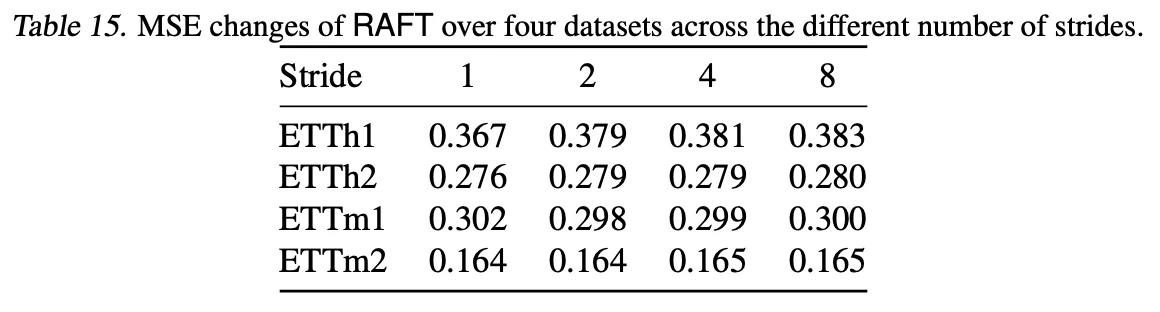 Table 15. MSE changes of RAFT over four datasets across the different number of strides.
Stride 1 2 4 8
ETTh1 0.367 0.379 0.381 0.383
ETTh2 0.276 0.279 0.279 0.280
ETTm1 0.302 0.298 0.299 0.300
ETTm2 0.164 0.164 0.165 0.165